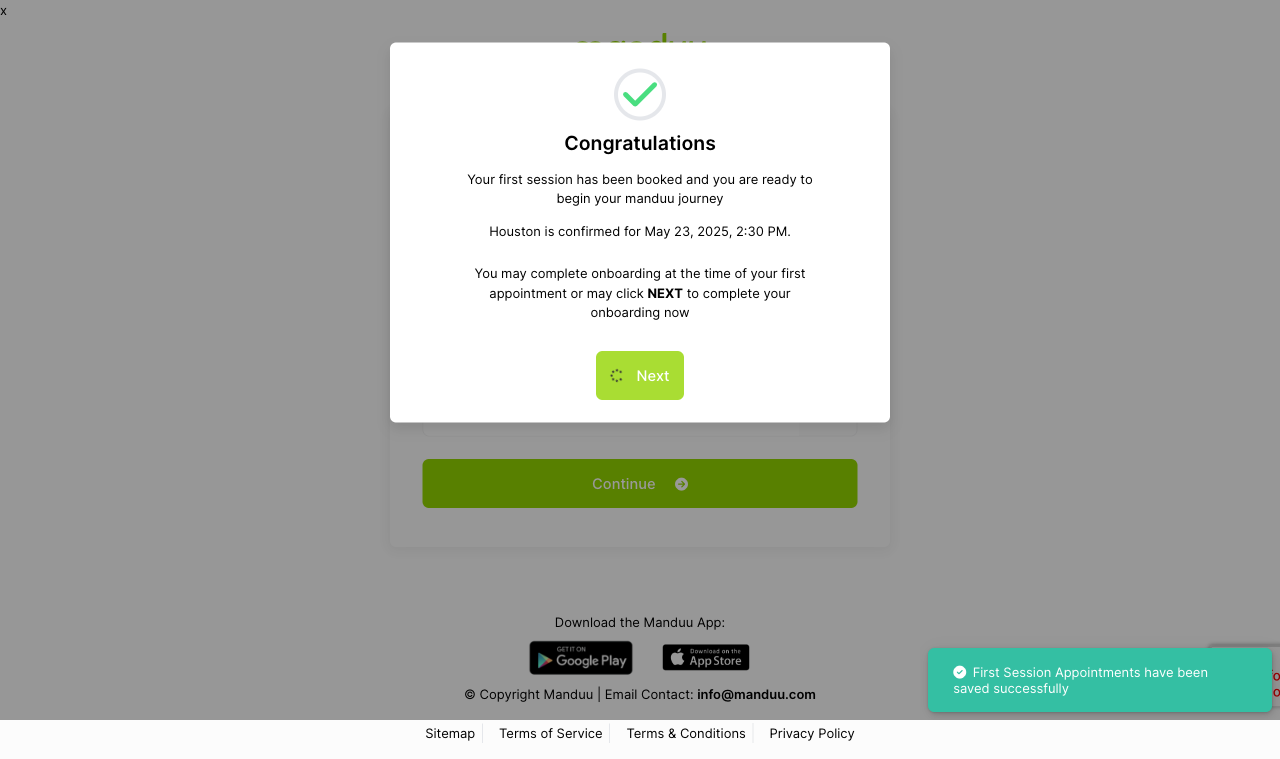 x
Congratulations
Your first session has been booked and you are ready to
begin your manduu journey
Houston is confirmed for May 23, 2025, 2:30 PM.
You may complete onboarding at the time of your first
appointment or may click NEXT to complete your
onboarding now
Next
Continue
Download the Manduu App:
GET IT ON
Google Play
Download on the
App Store
© Copyright Manduu | Email Contact: info@manduu.com
First Session Appointments have been
saved successfully
Sitemap
Terms of Service
Terms & Conditions
Privacy Policy